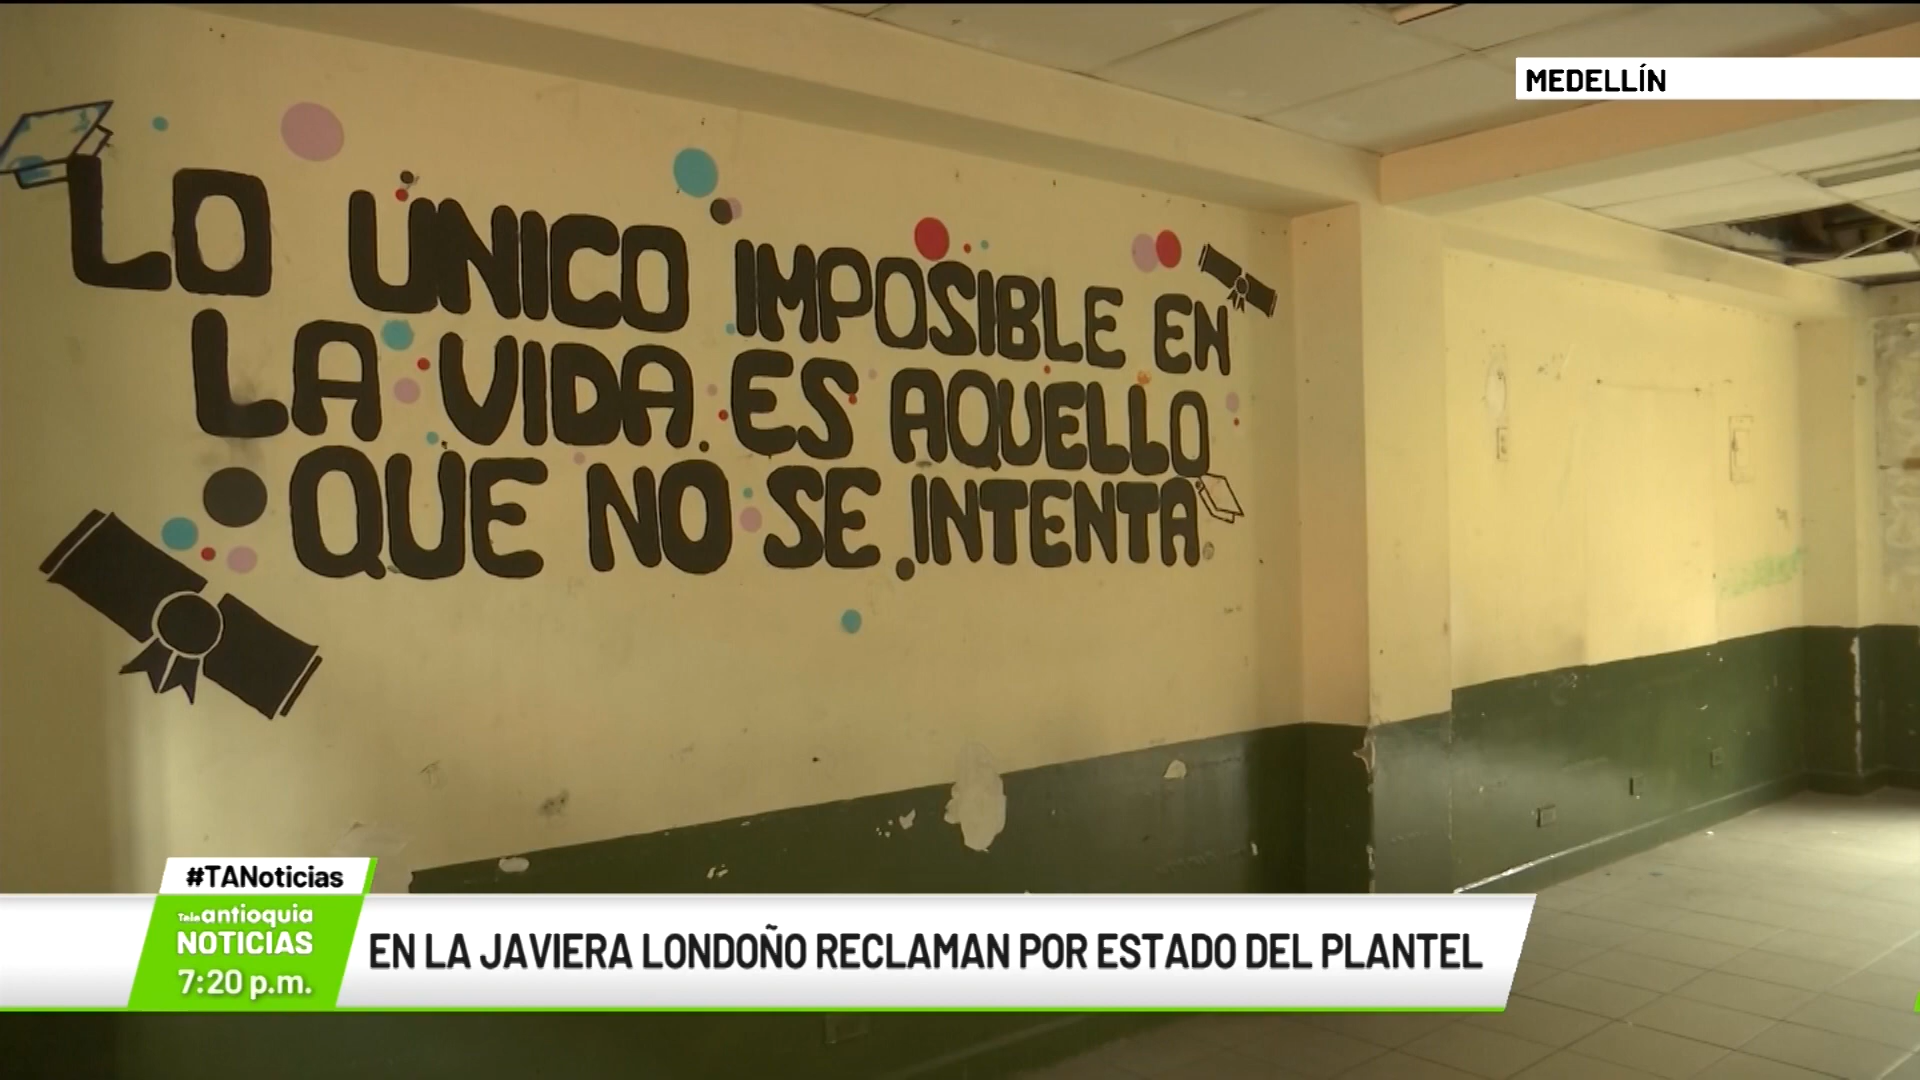 MEDELLÍN
LO UNICO IMPOSIBLE EN
LA VIDA ES AQUELLO
QUE NO SE INTENTA
#TANoticias
Teleantioquia
NOTICIAS
7:20 p.m.
EN LA JAVIERA LONDOÑO RECLAMAN POR ESTADO DEL PLANTEL